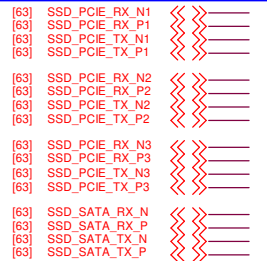 [63] SSD_PCIE_RX_N1
[63] SSD_PCIE_RX_P1
[63] SSD_PCIE_TX_N1
[63] SSD_PCIE_TX_P1
[63] SSD_PCIE_RX_N2
[63] SSD_PCIE_RX_P2
[63] SSD_PCIE_TX_N2
[63] SSD_PCIE_TX_P2
[63] SSD_PCIE_RX_N3
[63] SSD_PCIE_RX_P3
[63] SSD_PCIE_TX_N3
[63] SSD_PCIE_TX_P3
[63] SSD_SATA_RX_N
[63] SSD_SATA_RX_P
[63] SSD_SATA_TX_N
[63] SSD_SATA_TX_P